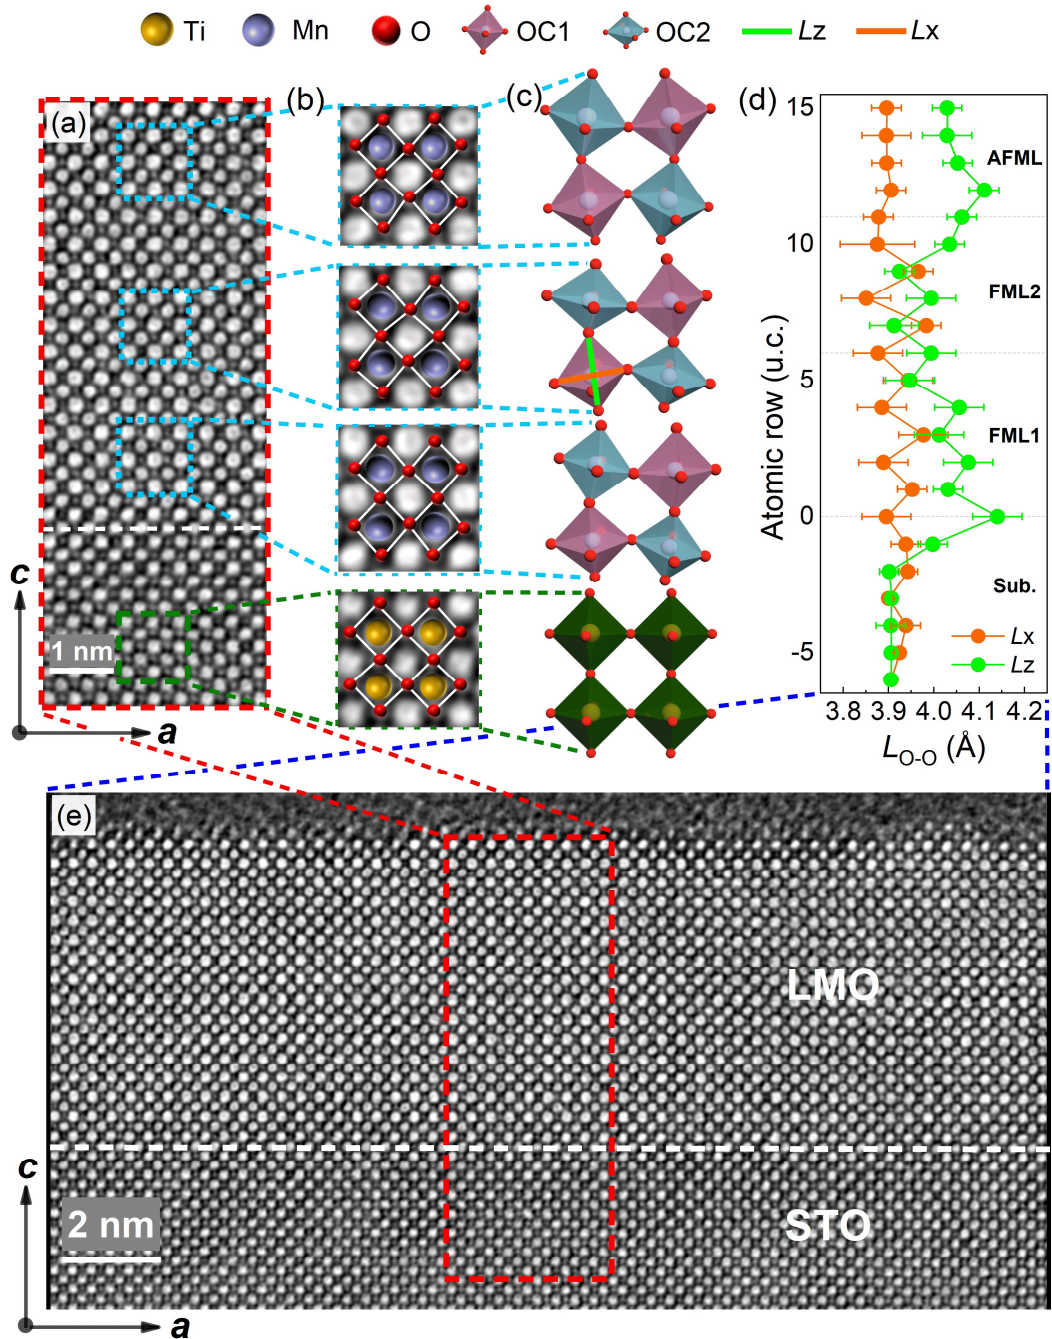 Ti Mn O OC1 OC2 Lz Lx
(a) (b) (c) (d)
15
10
5
0
-5
Atomic row (u.c.)
AFML
FML2
FML1
Sub.
Lx
Lz
3.8 3.9 4.0 4.1 4.2
L_O-O (Å)
1 nm
c
a
(e)
LMO
STO
2 nm
c
a